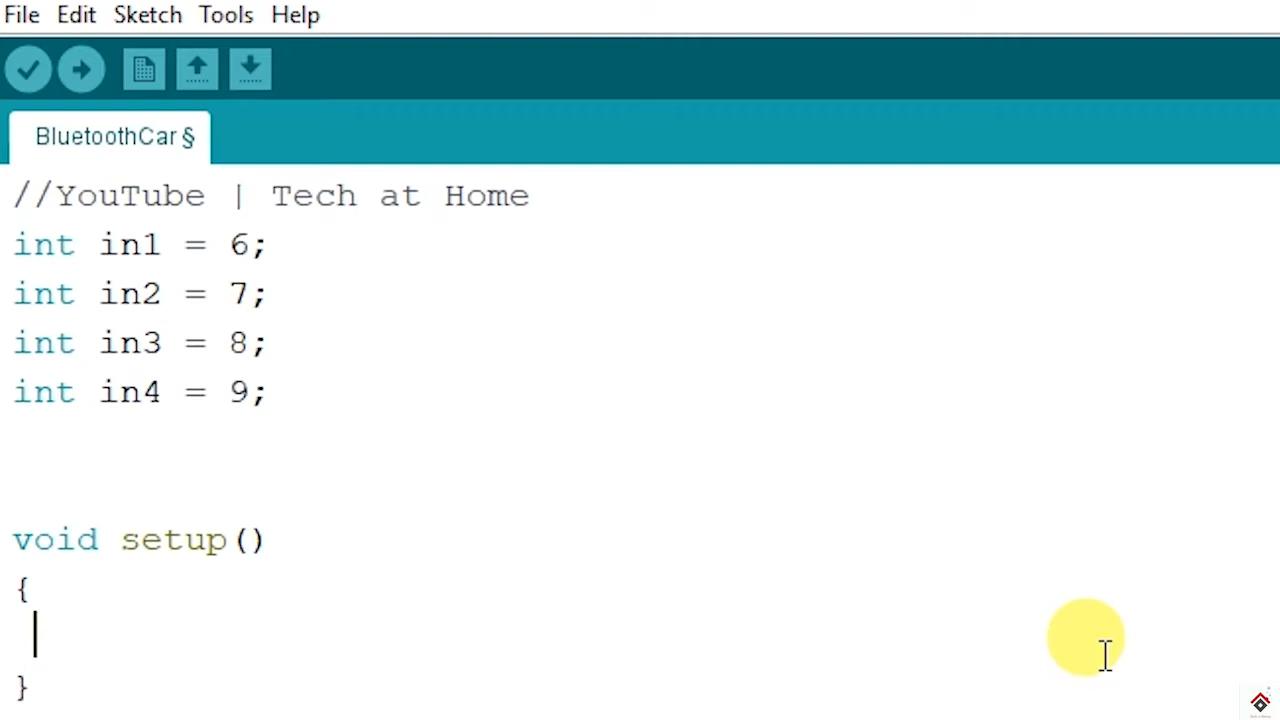 File Edit Sketch Tools Help
BluetoothCar §
//YouTube | Tech at Home
int in1 = 6;
int in2 = 7;
int in3 = 8;
int in4 = 9;
void setup()
{
}